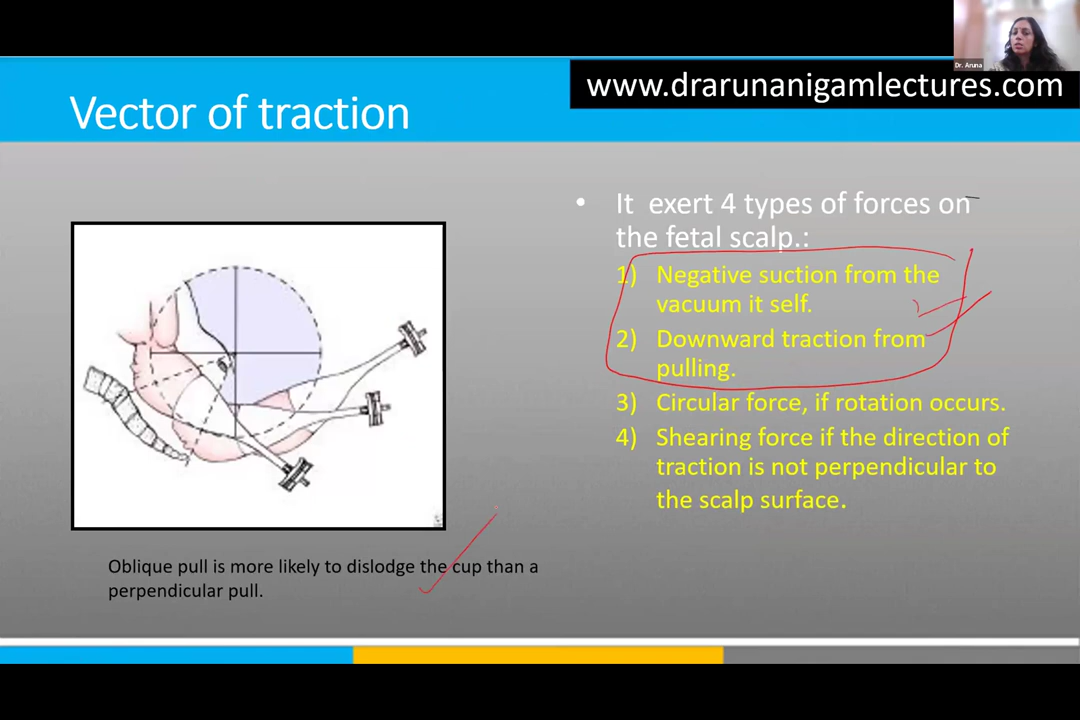 Dr. Aruna
www.drarunanigamlectures.com
Vector of traction
• It exert 4 types of forces on
the fetal scalp.:
1) Negative suction from the
vacuum it self.
2) Downward traction from
pulling.
3) Circular force, if rotation occurs.
4) Shearing force if the direction of
traction is not perpendicular to
the scalp surface.
Oblique pull is more likely to dislodge the cup than a
perpendicular pull.